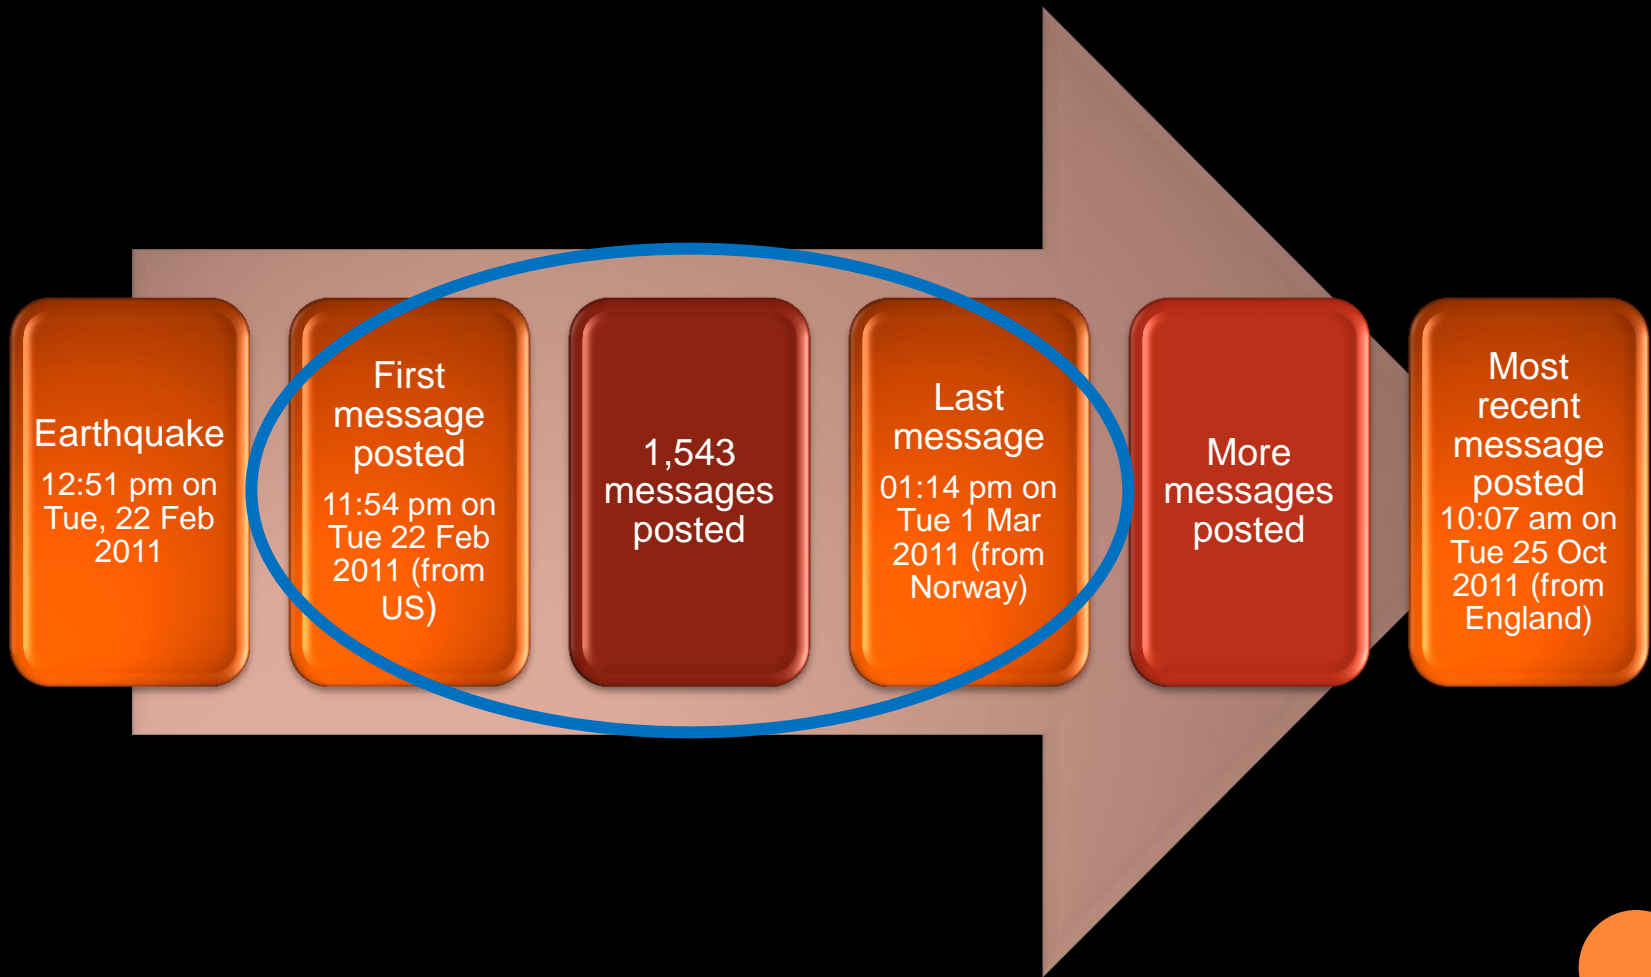 Earthquake
12:51 pm on
Tue, 22 Feb
2011
First
message
posted
11:54 pm on
Tue 22 Feb
2011 (from
US)
1,543
messages
posted
Last
message
01:14 pm on
Tue 1 Mar
2011 (from
Norway)
More
messages
posted
Most
recent
message
posted
10:07 am on
Tue 25 Oct
2011 (from
England)